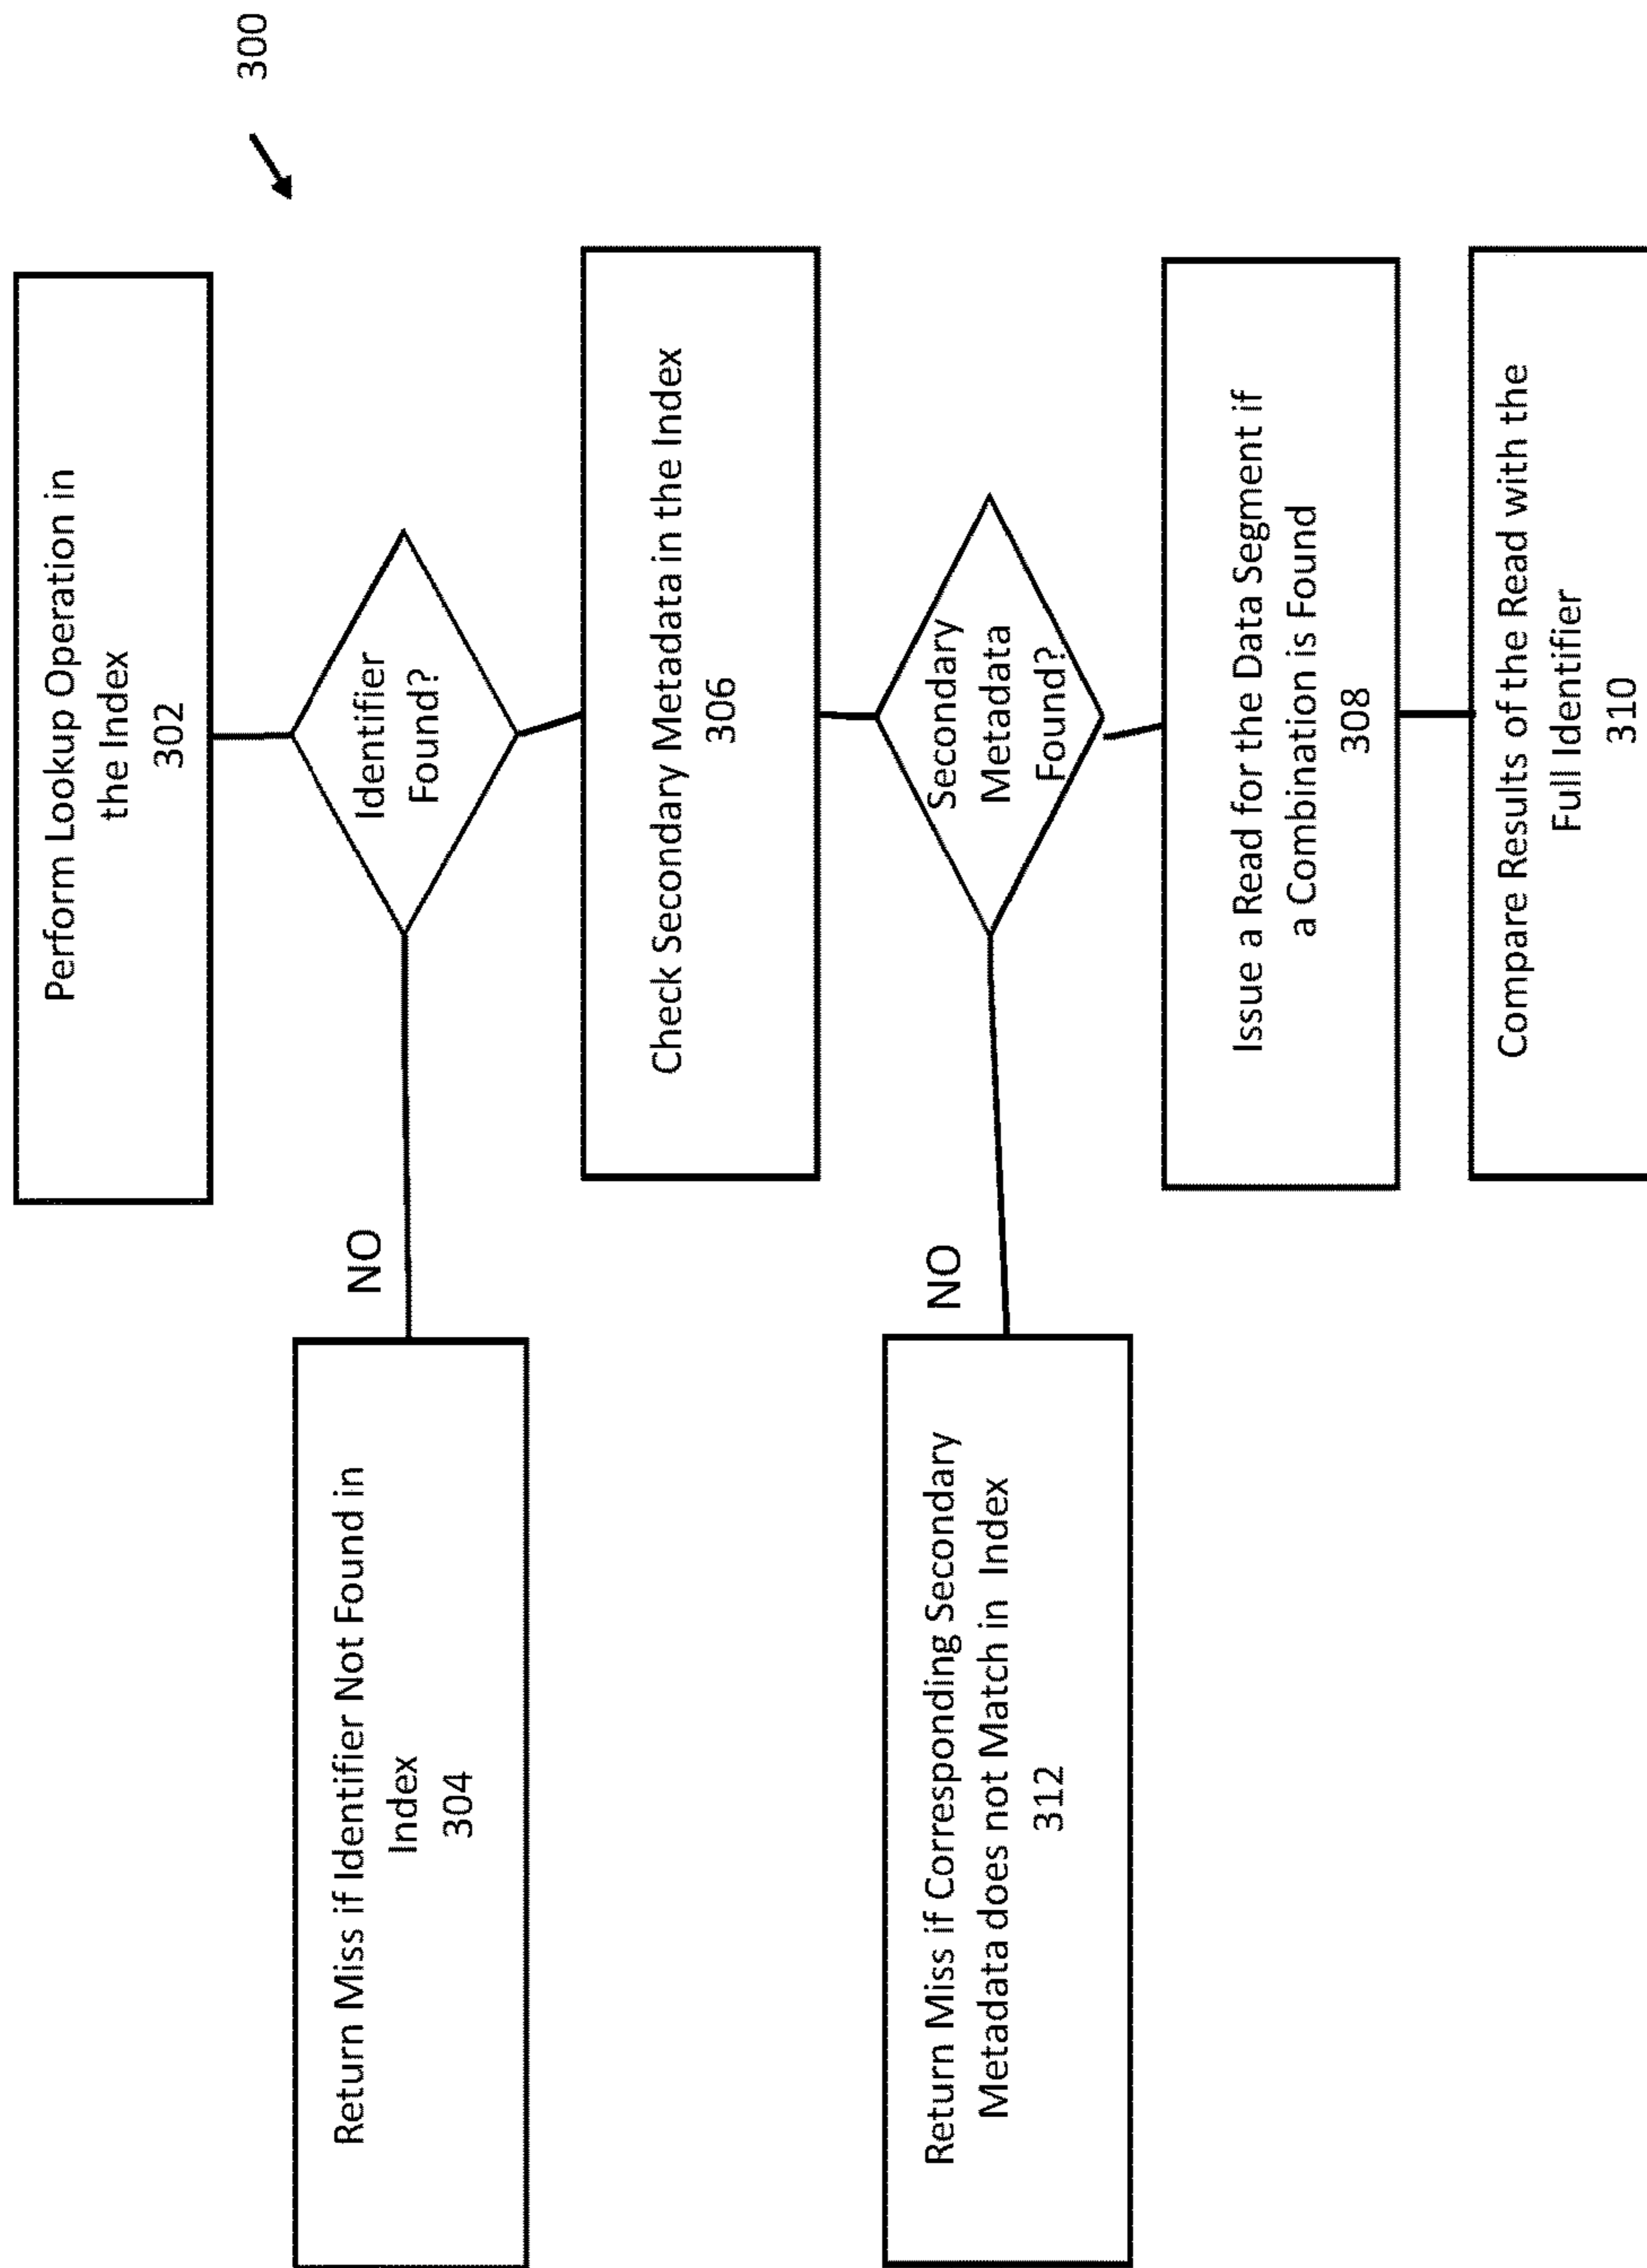 300
Perform Lookup Operation in
the Index
302
Identifier
Found?
NO
Return Miss if Identifier Not Found in
Index
304
Check Secondary Metadata in the Index
306
Secondary
Metadata
Found?
NO
Return Miss if Corresponding Secondary
Metadata does not Match in Index
312
Issue a Read for the Data Segment if
a Combination is Found
308
Compare Results of the Read with the
Full Identifier
310